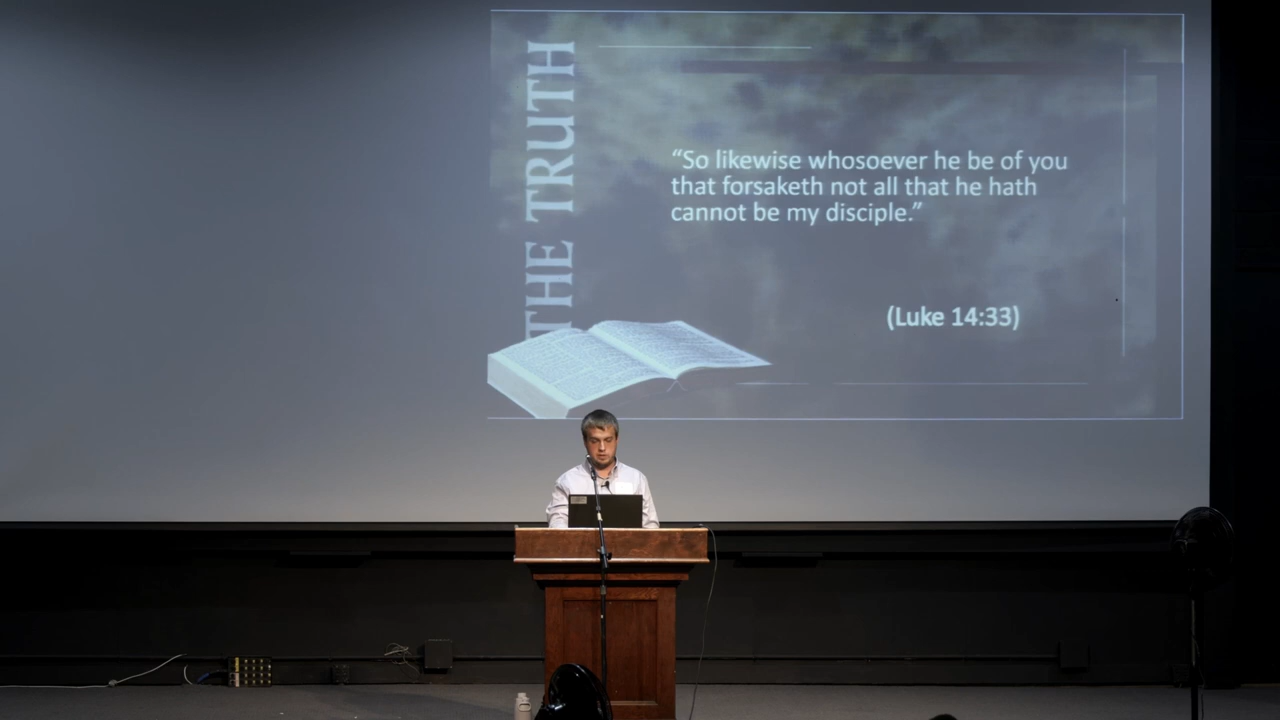 THE TRUTH
“So likewise whosoever he be of you
that forsaketh not all that he hath
cannot be my disciple.”
(Luke 14:33)